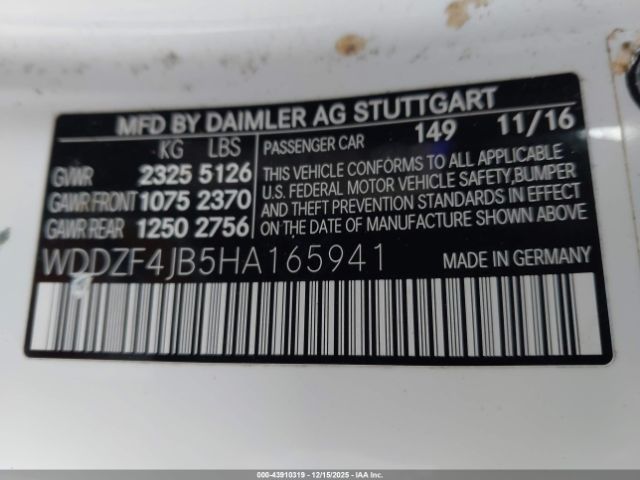 MFD BY DAIMLER AG STUTTGART
KG LBS
GVWR 2325 5126
GAWR FRONT 1075 2370
GAWR REAR 1250 2756
PASSENGER CAR 149 11/16
THIS VEHICLE CONFORMS TO ALL APPLICABLE
U.S. FEDERAL MOTOR VEHICLE SAFETY,BUMPER
AND THEFT PREVENTION STANDARDS IN EFFECT
ON THE DATE OF MANUFACTURE SHOWN ABOVE.
WDDZF4JB5HA165941 MADE IN GERMANY
000-43910319 - 12/15/2025 - IAA Inc.